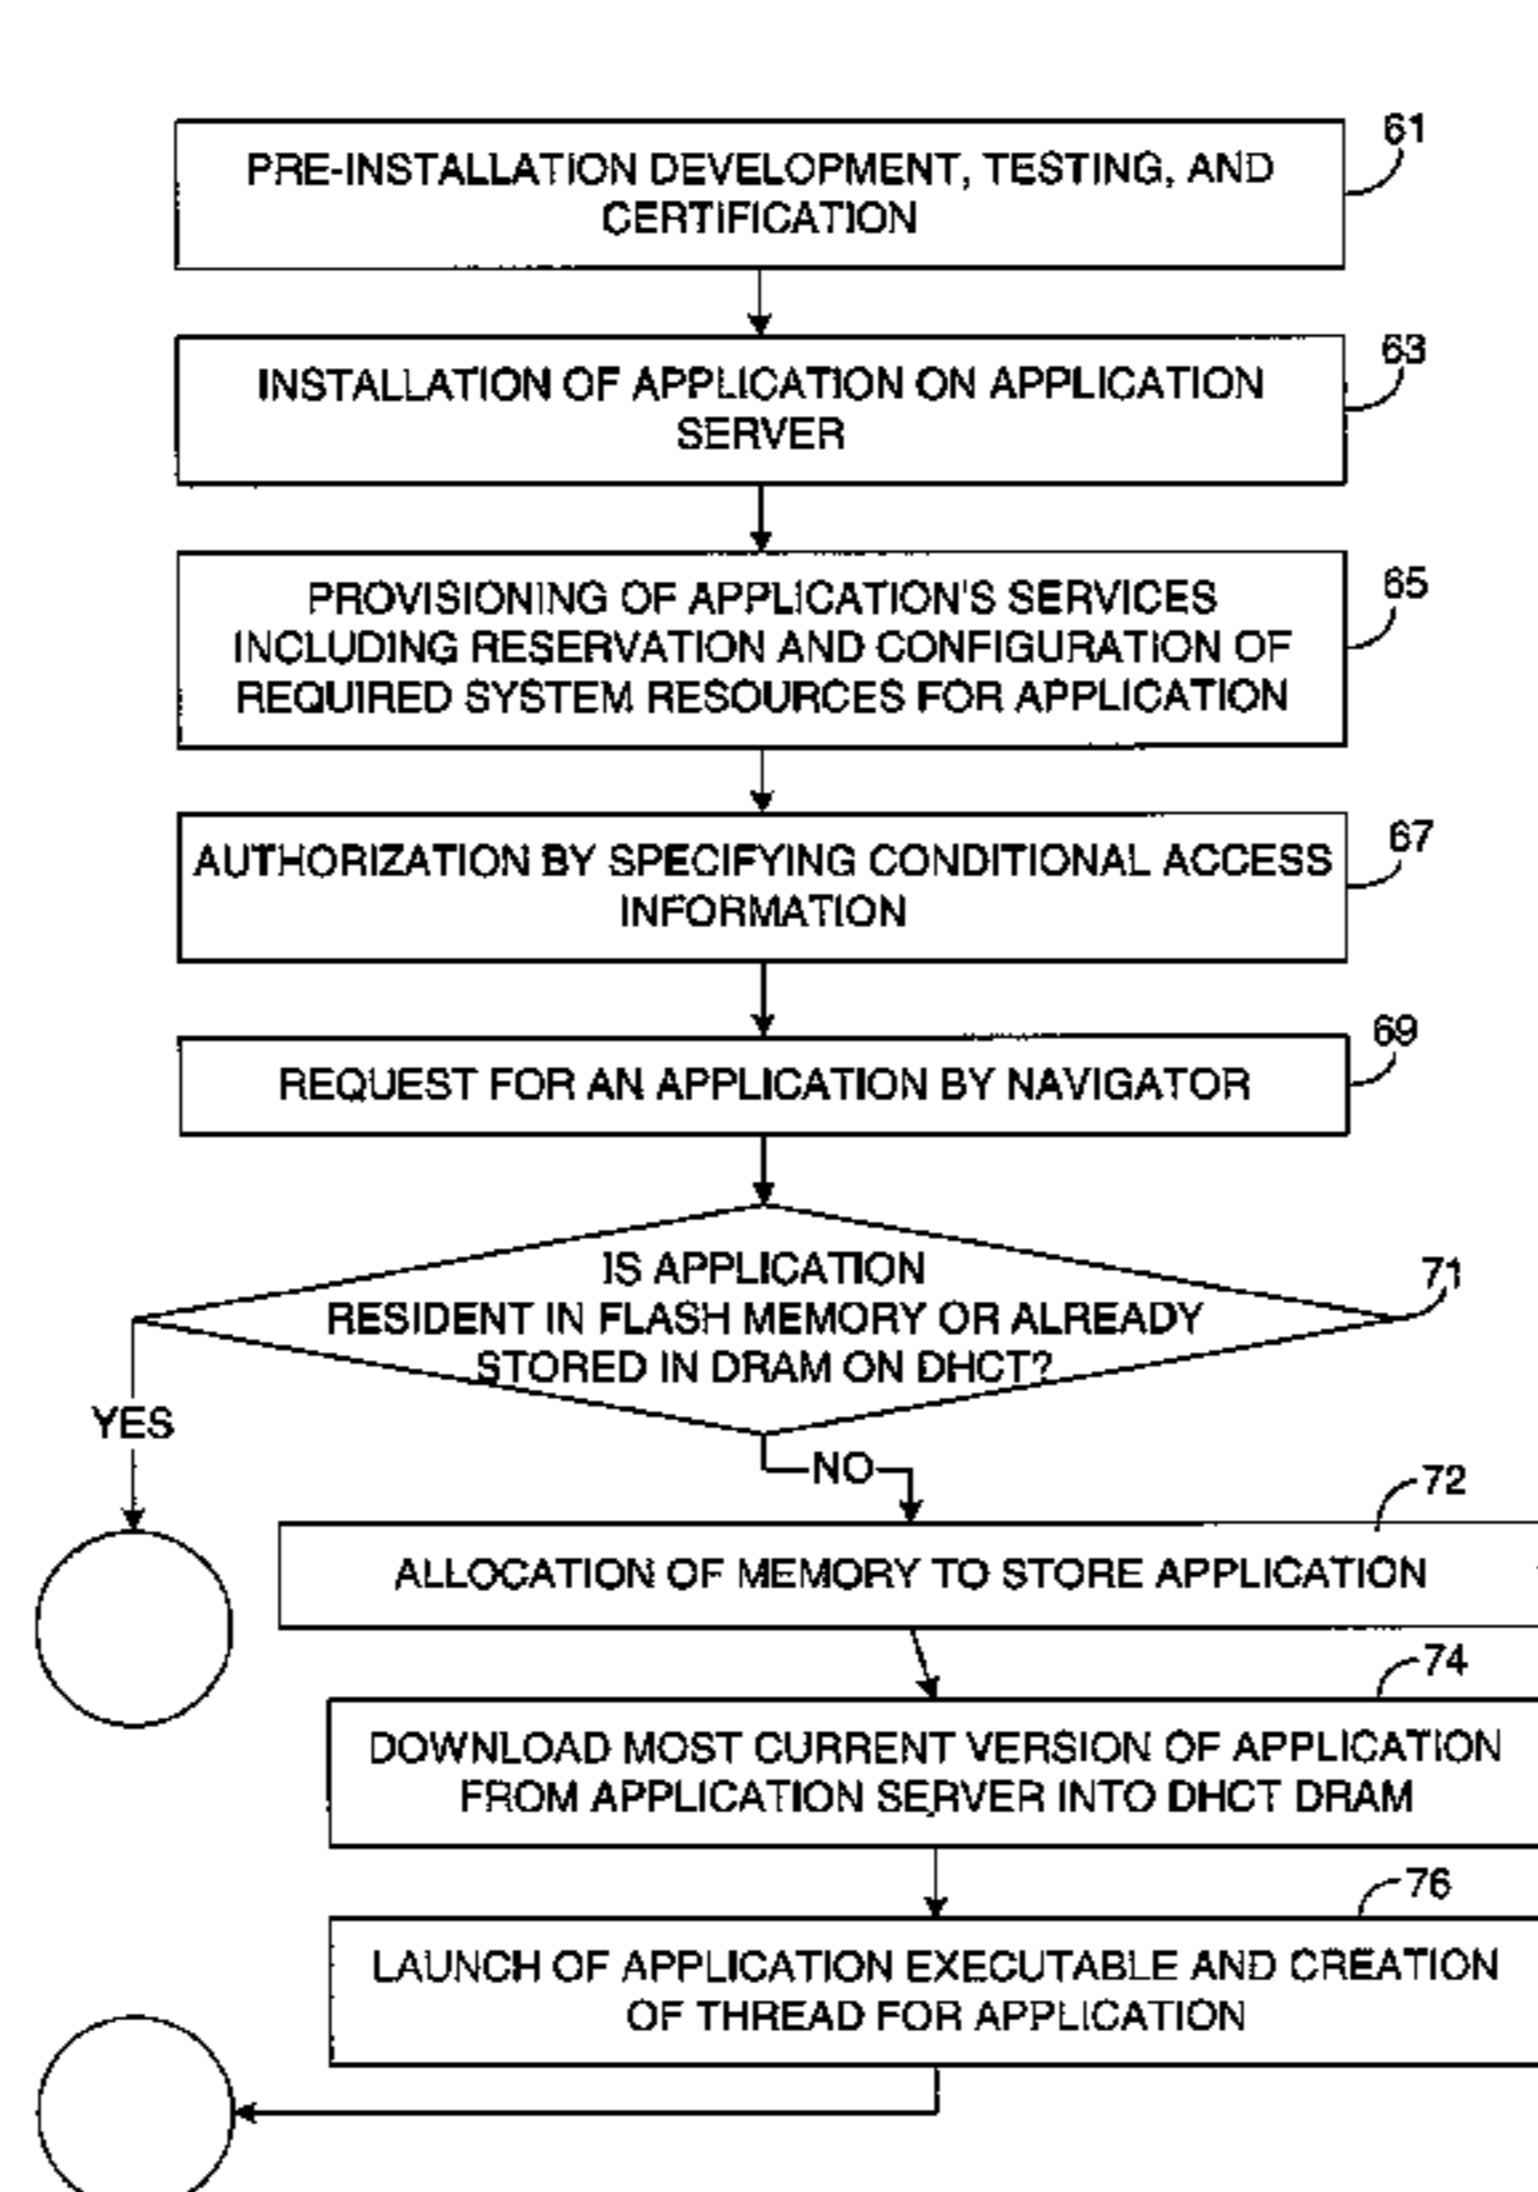 61
PRE-INSTALLATION DEVELOPMENT, TESTING, AND
CERTIFICATION
63
INSTALLATION OF APPLICATION ON APPLICATION
SERVER
65
PROVISIONING OF APPLICATION'S SERVICES
INCLUDING RESERVATION AND CONFIGURATION OF
REQUIRED SYSTEM RESOURCES FOR APPLICATION
67
AUTHORIZATION BY SPECIFYING CONDITIONAL ACCESS
INFORMATION
69
REQUEST FOR AN APPLICATION BY NAVIGATOR
71
IS APPLICATION
RESIDENT IN FLASH MEMORY OR ALREADY
STORED IN DRAM ON DHCT?
YES
NO
72
ALLOCATION OF MEMORY TO STORE APPLICATION
74
DOWNLOAD MOST CURRENT VERSION OF APPLICATION
FROM APPLICATION SERVER INTO DHCT DRAM
76
LAUNCH OF APPLICATION EXECUTABLE AND CREATION
OF THREAD FOR APPLICATION